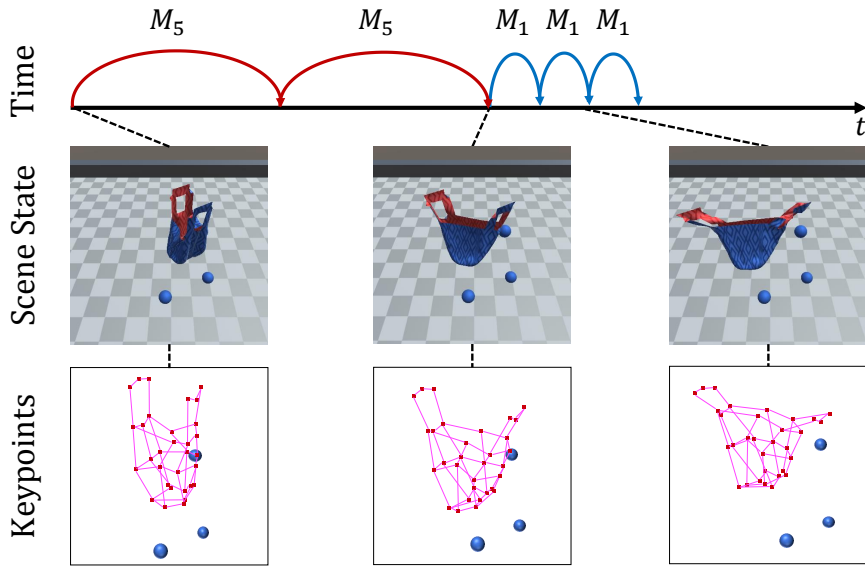 M₅ M₅ M₁ M₁ M₁
Time
t
Scene State
Keypoints